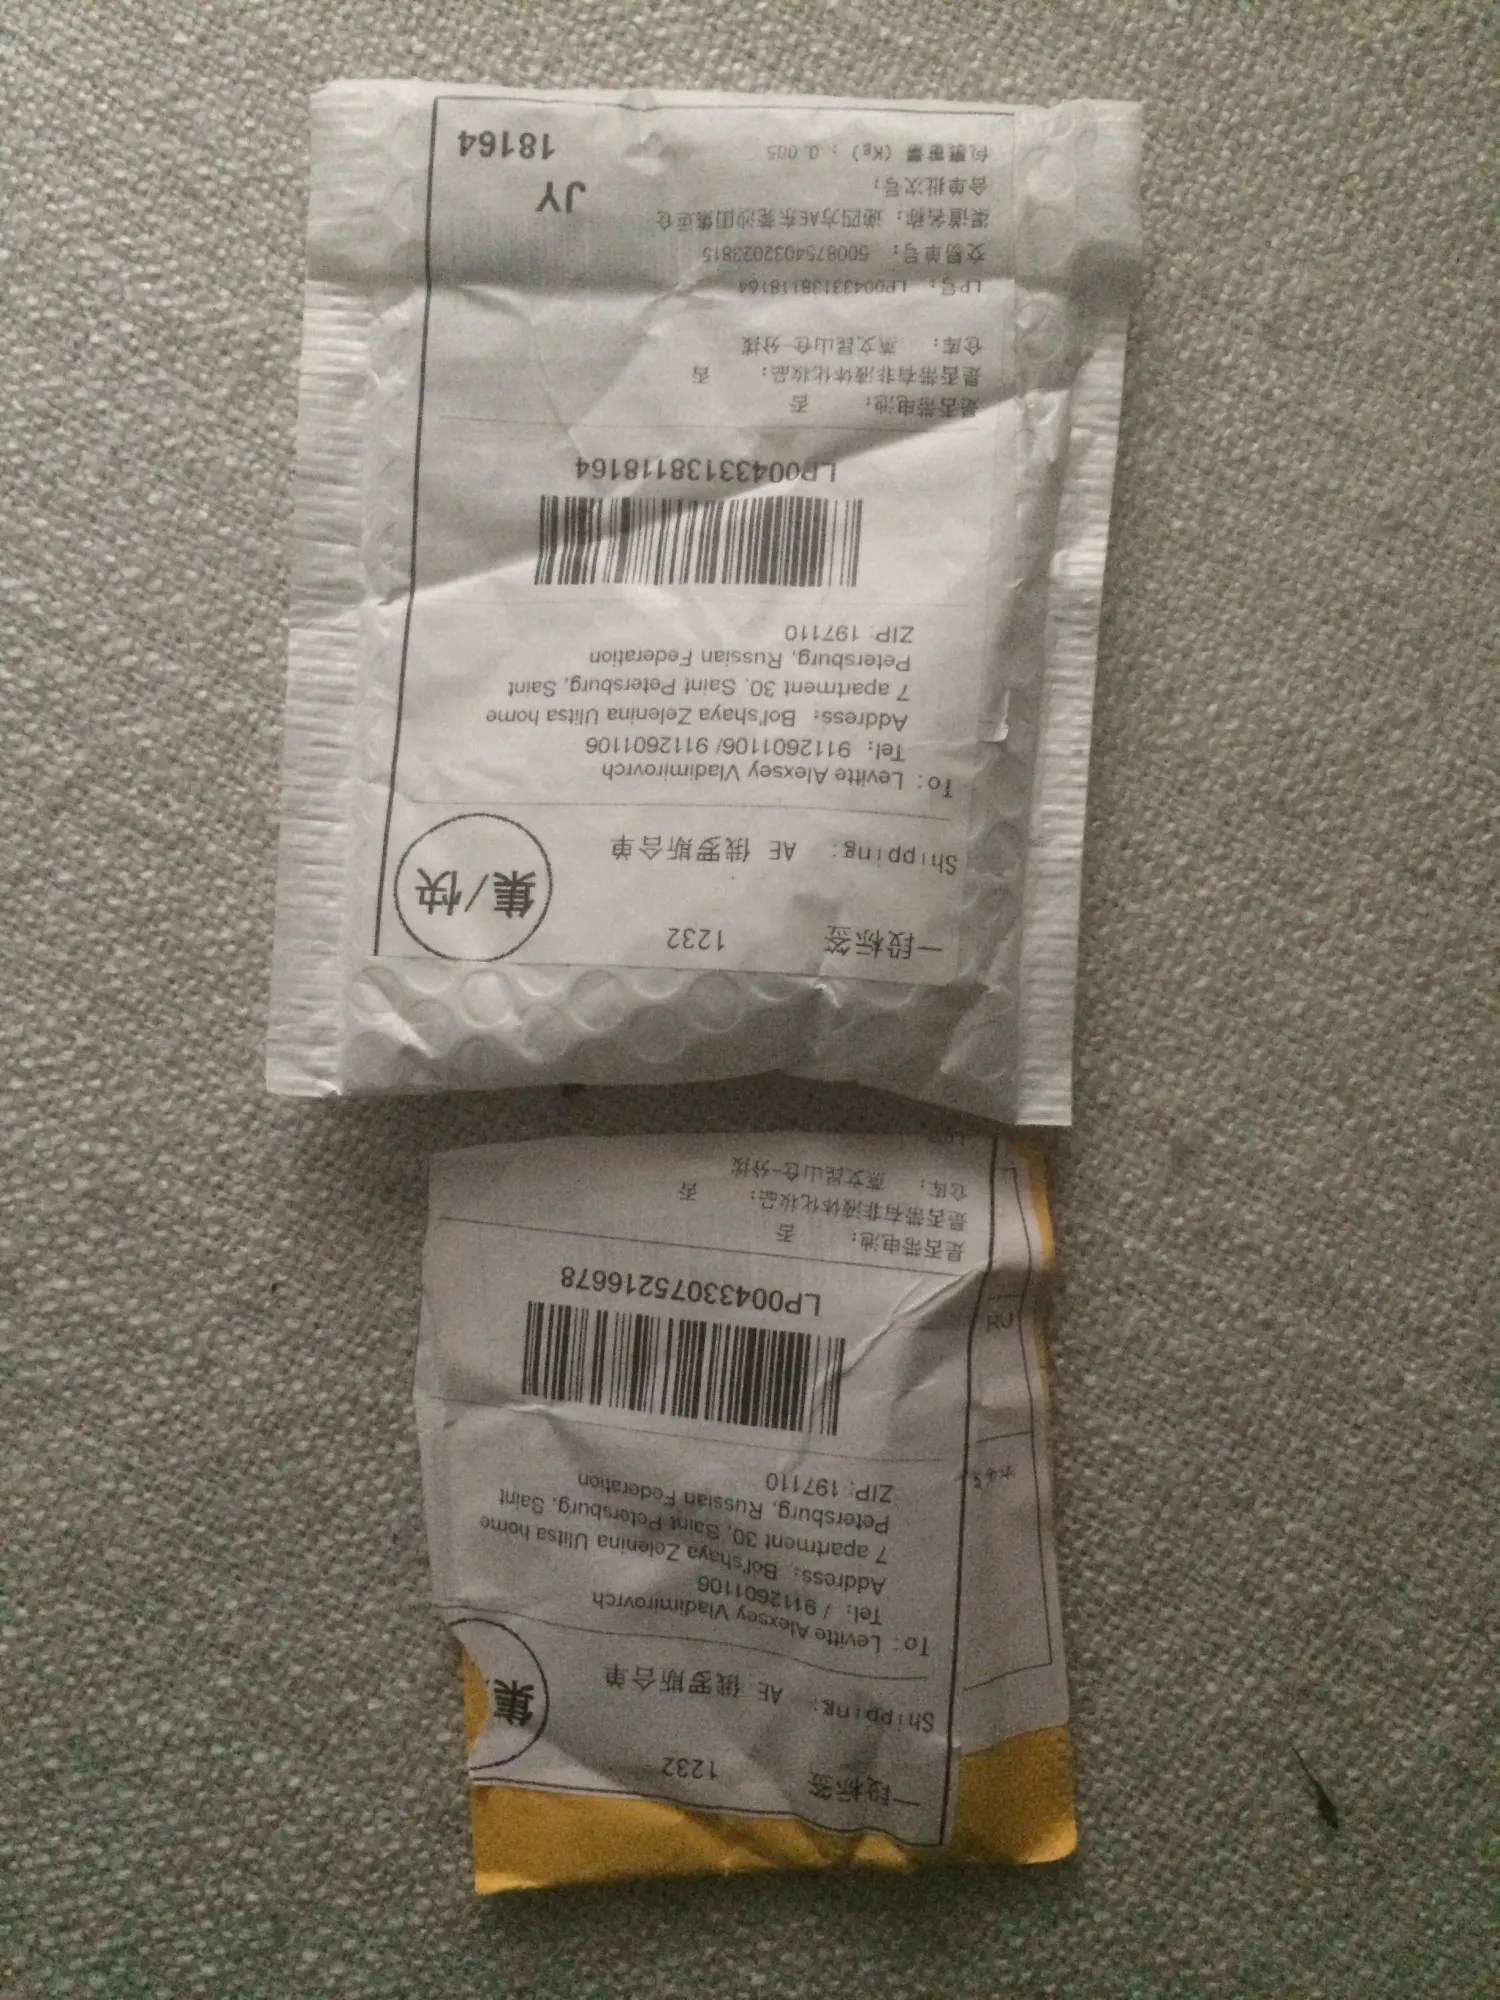 一段标签 1232
集/快
Shipping: AE 俄罗斯合单
To: Levitte Alexsey Vladimirovrch
Tel: 9112601106/ 9112601106
Address: Bol'shaya Zelenina Ulitsa home
7 apartment 30, Saint Petersburg, Saint
Petersburg, Russian Federation
ZIP: 197110
LP00433138118164
是否带电池: 否
是否带有非液体化妆品: 否
仓库: 燕文昆山仓-分拨
LP号: LP00433138118164
交易单号: 5008754032023815
渠道名称: 递四方AE东莞沙田集运仓
合单批次号:
包裹重量 (Kg) : 0.005
JY
18164
一段标签 1232
集
Shipping: AE 俄罗斯合单
To: Levitte Alexsey Vladimirovrch
Tel: / 9112601106
Address: Bol'shaya Zelenina Ulitsa home
7 apartment 30, Saint Petersburg, Saint
Petersburg, Russian Federation
ZIP: 197110
LP00433075216678
是否带电池: 否
是否带有非液体化妆品: 否
仓库: 燕文昆山仓-分拨
RU